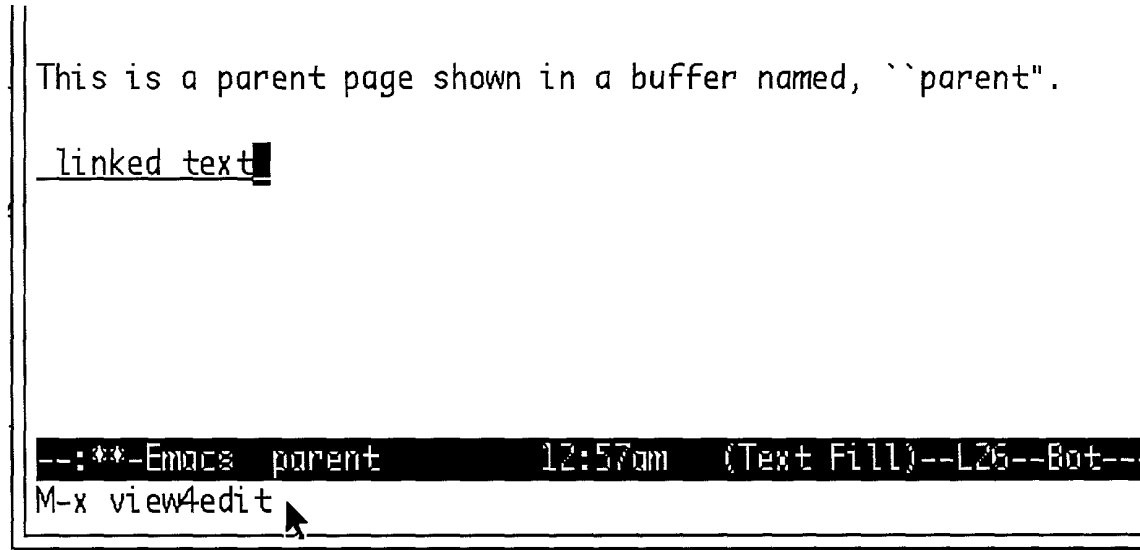 This is a parent page shown in a buffer named, ``parent".
linked text
--:**-Emacs parent 12:57am (Text Fill)--L26--Bot---
M-x view4edit